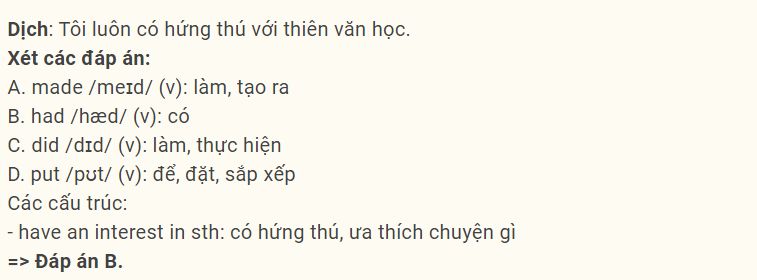 Dịch: Tôi luôn có hứng thú với thiên văn học.
Xét các đáp án:
A. made /meɪd/ (v): làm, tạo ra
B. had /hæd/ (v): có
C. did /dɪd/ (v): làm, thực hiện
D. put /pʊt/ (v): để, đặt, sắp xếp
Các cấu trúc:
- have an interest in sth: có hứng thú, ưa thích chuyện gì
=> Đáp án B.